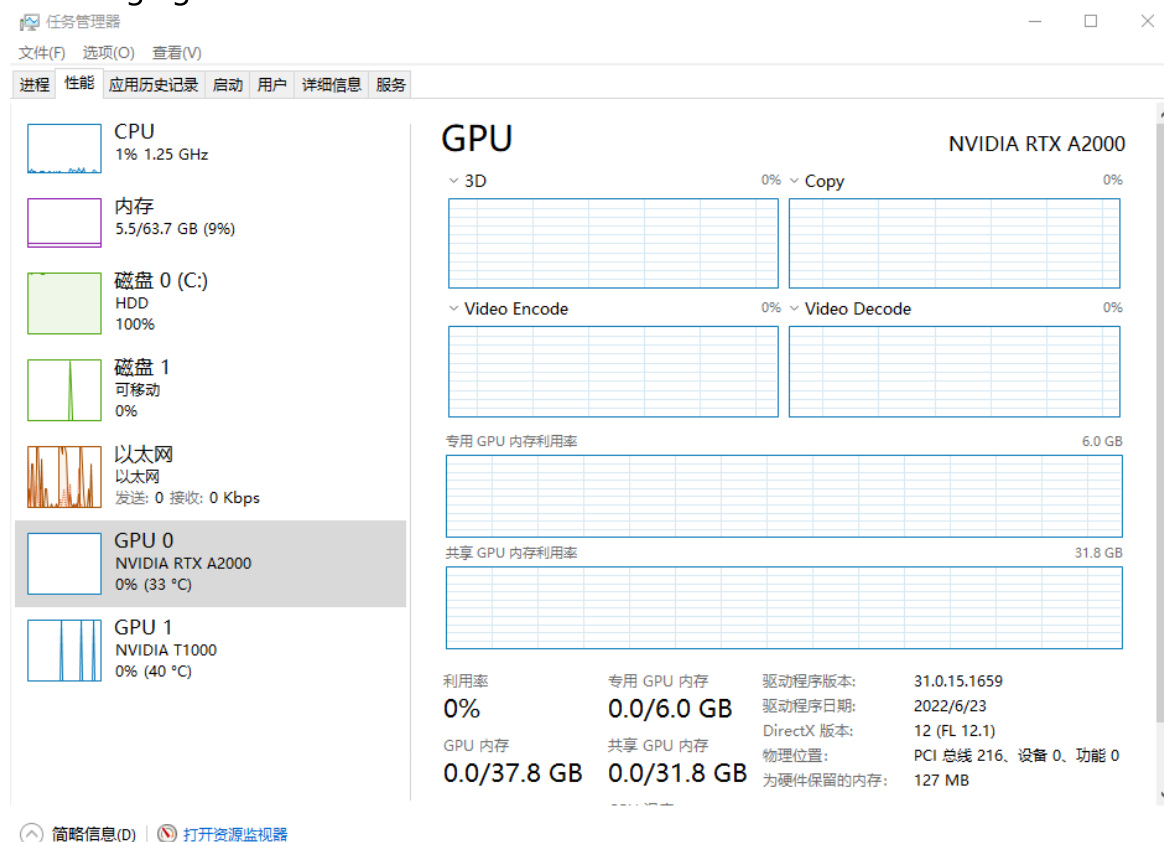 任务管理器
文件(F) 选项(O) 查看(V)
进程 性能 应用历史记录 启动 用户 详细信息 服务
CPU
1% 1.25 GHz
内存
5.5/63.7 GB (9%)
磁盘 0 (C:)
HDD
100%
磁盘 1
可移动
0%
以太网
以太网
发送: 0 接收: 0 Kbps
GPU 0
NVIDIA RTX A2000
0% (33 °C)
GPU 1
NVIDIA T1000
0% (40 °C)
GPU NVIDIA RTX A2000
3D 0% Copy 0%
Video Encode 0% Video Decode 0%
专用 GPU 内存利用率 6.0 GB
共享 GPU 内存利用率 31.8 GB
利用率
0%
专用 GPU 内存
0.0/6.0 GB
GPU 内存
0.0/37.8 GB
共享 GPU 内存
0.0/31.8 GB
驱动程序版本: 31.0.15.1659
驱动程序日期: 2022/6/23
DirectX 版本: 12 (FL 12.1)
物理位置: PCI 总线 216、设备 0、功能 0
为硬件保留的内存: 127 MB
简略信息(D) 打开资源监视器